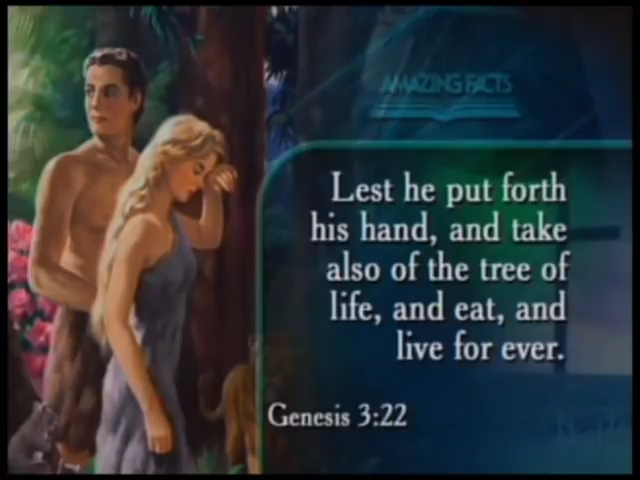 AMAZING FACTS
Lest he put forth
his hand, and take
also of the tree of
life, and eat, and
live for ever.
Genesis 3:22